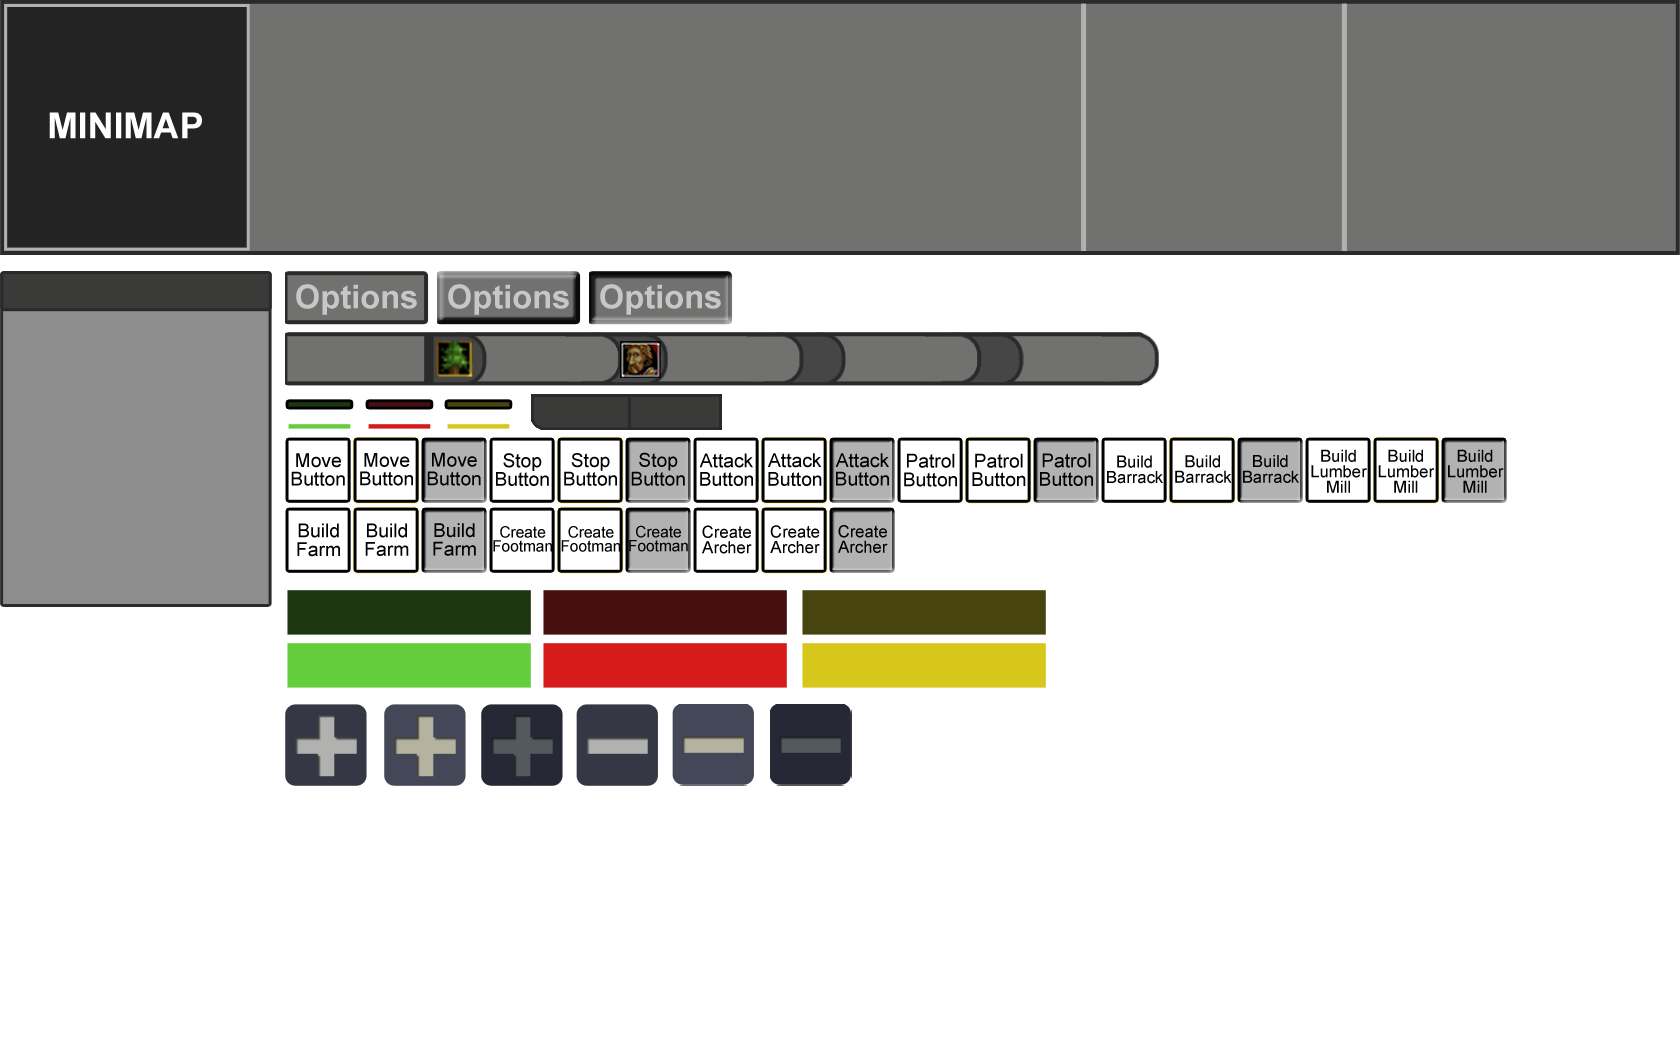 MINIMAP
Options Options Options
Move Move Move Stop Stop Stop Attack Attack Attack Patrol Patrol Patrol Build Build Build Build Build Build
Button Button Button Button Button Button Button Button Button Button Button Button Barrack Barrack Barrack Lumber Lumber Lumber
Mill Mill Mill
Build Build Build Create Create Create Create Create Create
Farm Farm Farm Footman Footman Footman Archer Archer Archer